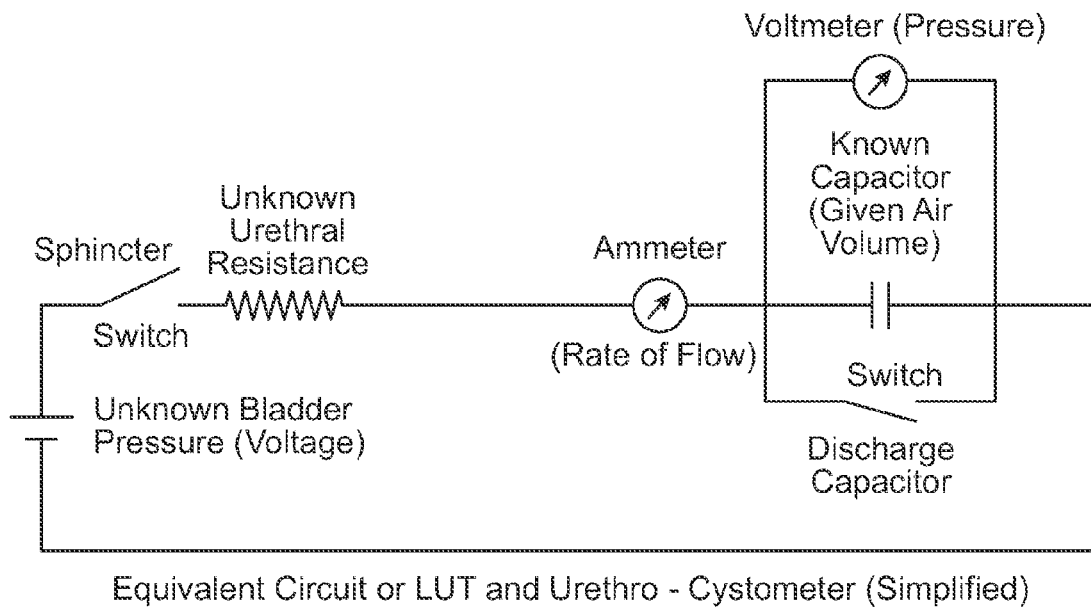 Voltmeter (Pressure)
Known
Capacitor
(Given Air
Volume)
Unknown
Urethral
Resistance
Sphincter
Switch
Ammeter
(Rate of Flow)
Switch
Discharge
Capacitor
Unknown Bladder
Pressure (Voltage)
Equivalent Circuit or LUT and Urethro - Cystometer (Simplified)